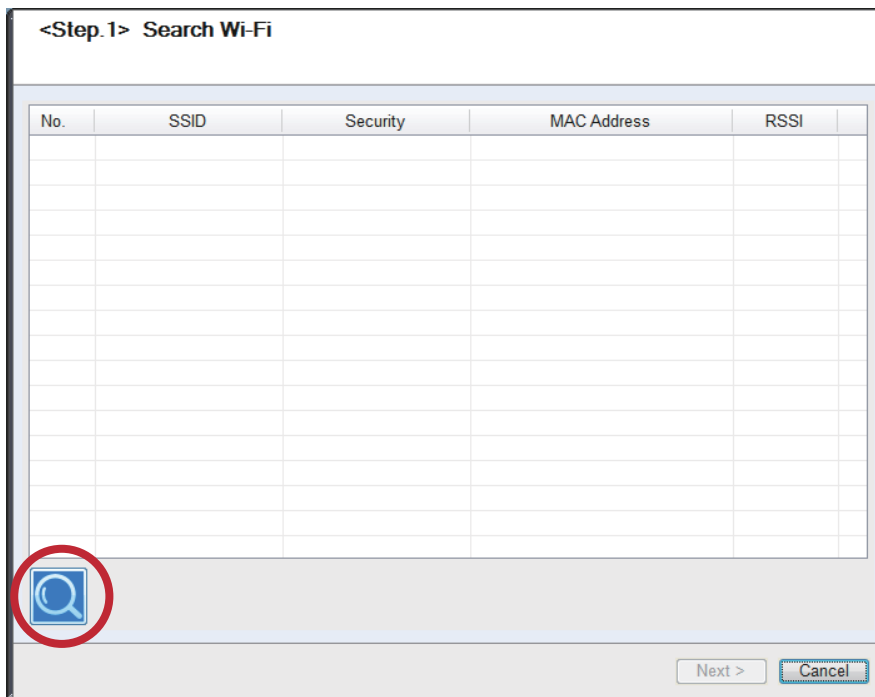 <Step.1> Search Wi-Fi
No. SSID Security MAC Address RSSI
Next > Cancel